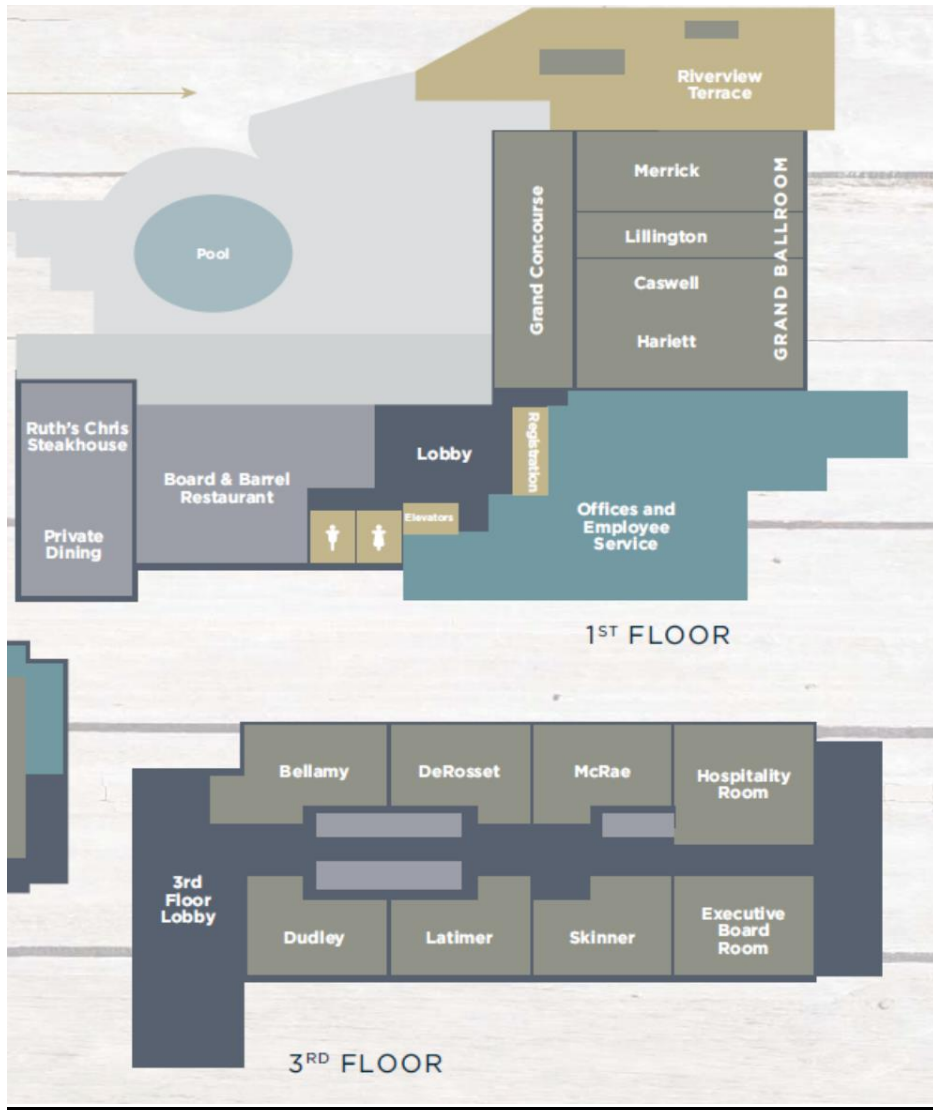 Riverview
Terrace
Merrick
Lillington
Caswell
Harlett
GRAND BALLROOM
Grand Concourse
Pool
Ruth's Chris
Steakhouse
Private
Dining
Board & Barrel
Restaurant
Lobby
Registration
Elevators
Offices and
Employee
Service
1ST FLOOR
Bellamy
DeRosset
McRae
Hospitality
Room
3rd
Floor
Lobby
Dudley
Latimer
Skinner
Executive
Board
Room
3RD FLOOR